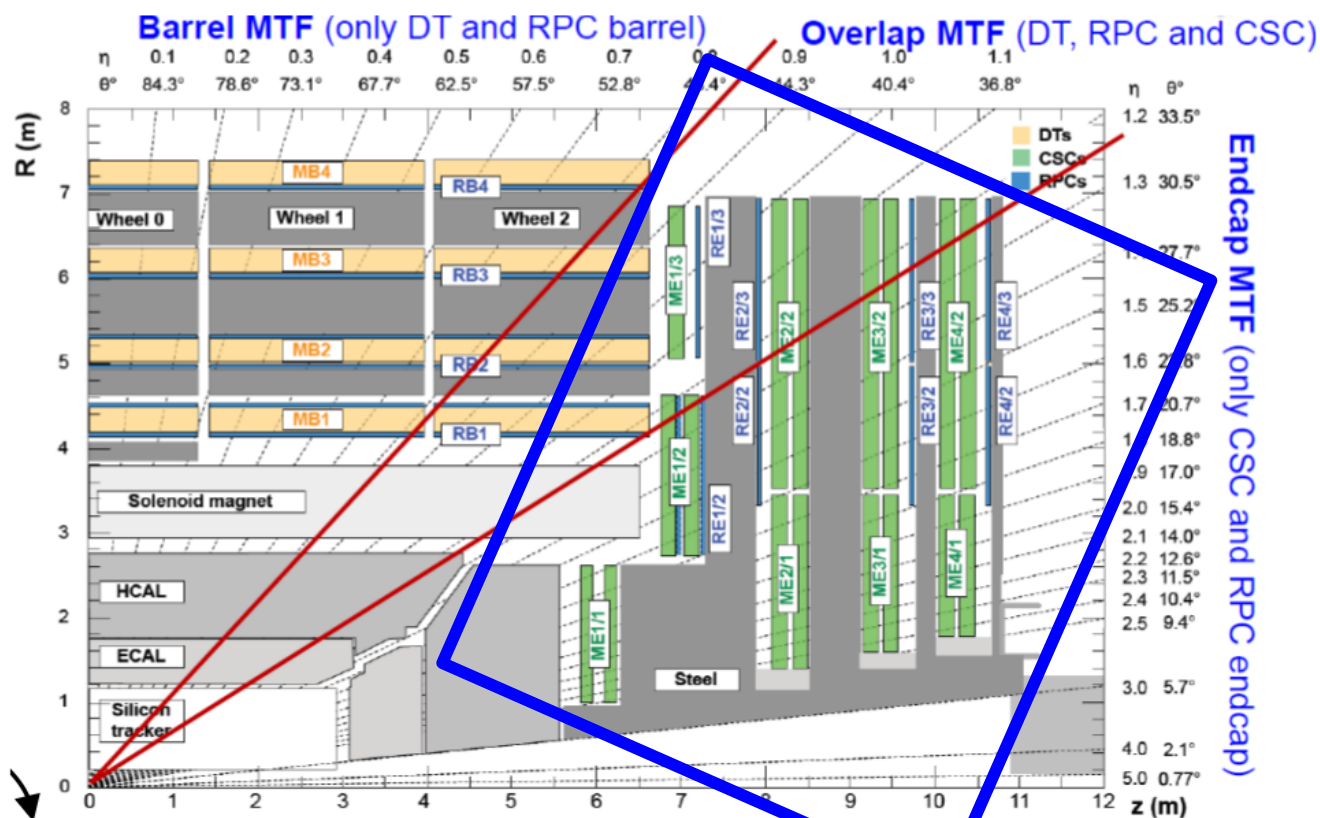 Barrel MTF (only DT and RPC barrel)
Overlap MTF (DT, RPC and CSC)
η 0.1 0.2 0.3 0.4 0.5 0.6 0.7 0.9 1.0 1.1
θ° 84.3° 78.6° 73.1° 67.7° 62.5° 57.5° 52.8° 40.4° 36.8°
η θ°
1.2 33.5°
1.3 30.5°
1.5 25.2°
1.6
1.7 20.7°
18.8°
17.0°
2.0 15.4°
2.1 14.0°
2.2 12.6°
2.3 11.5°
2.4 10.4°
2.5 9.4°
3.0 5.7°
4.0 2.1°
5.0 0.77°
Endcap MTF (only CSC and RPC endcap)
DTs
CSCs
RPCs
R (m)
8
7
6
5
4
3
2
1
0
MB4
RB4
Wheel 0
Wheel 1
Wheel 2
MB3
RB3
MB2
RB2
MB1
RB1
Solenoid magnet
HCAL
ECAL
Silicon
tracker
Steel
ME1/3
RE1/3
ME1/2
RE1/2
ME1/1
RE2/3
RE2/2
ME2/2
ME2/1
ME3/2
ME3/1
RE3/3
RE3/2
ME4/2
ME4/1
RE4/3
RE4/2
0 1 2 3 4 5 6 7 8 9 10 11 12
z (m)